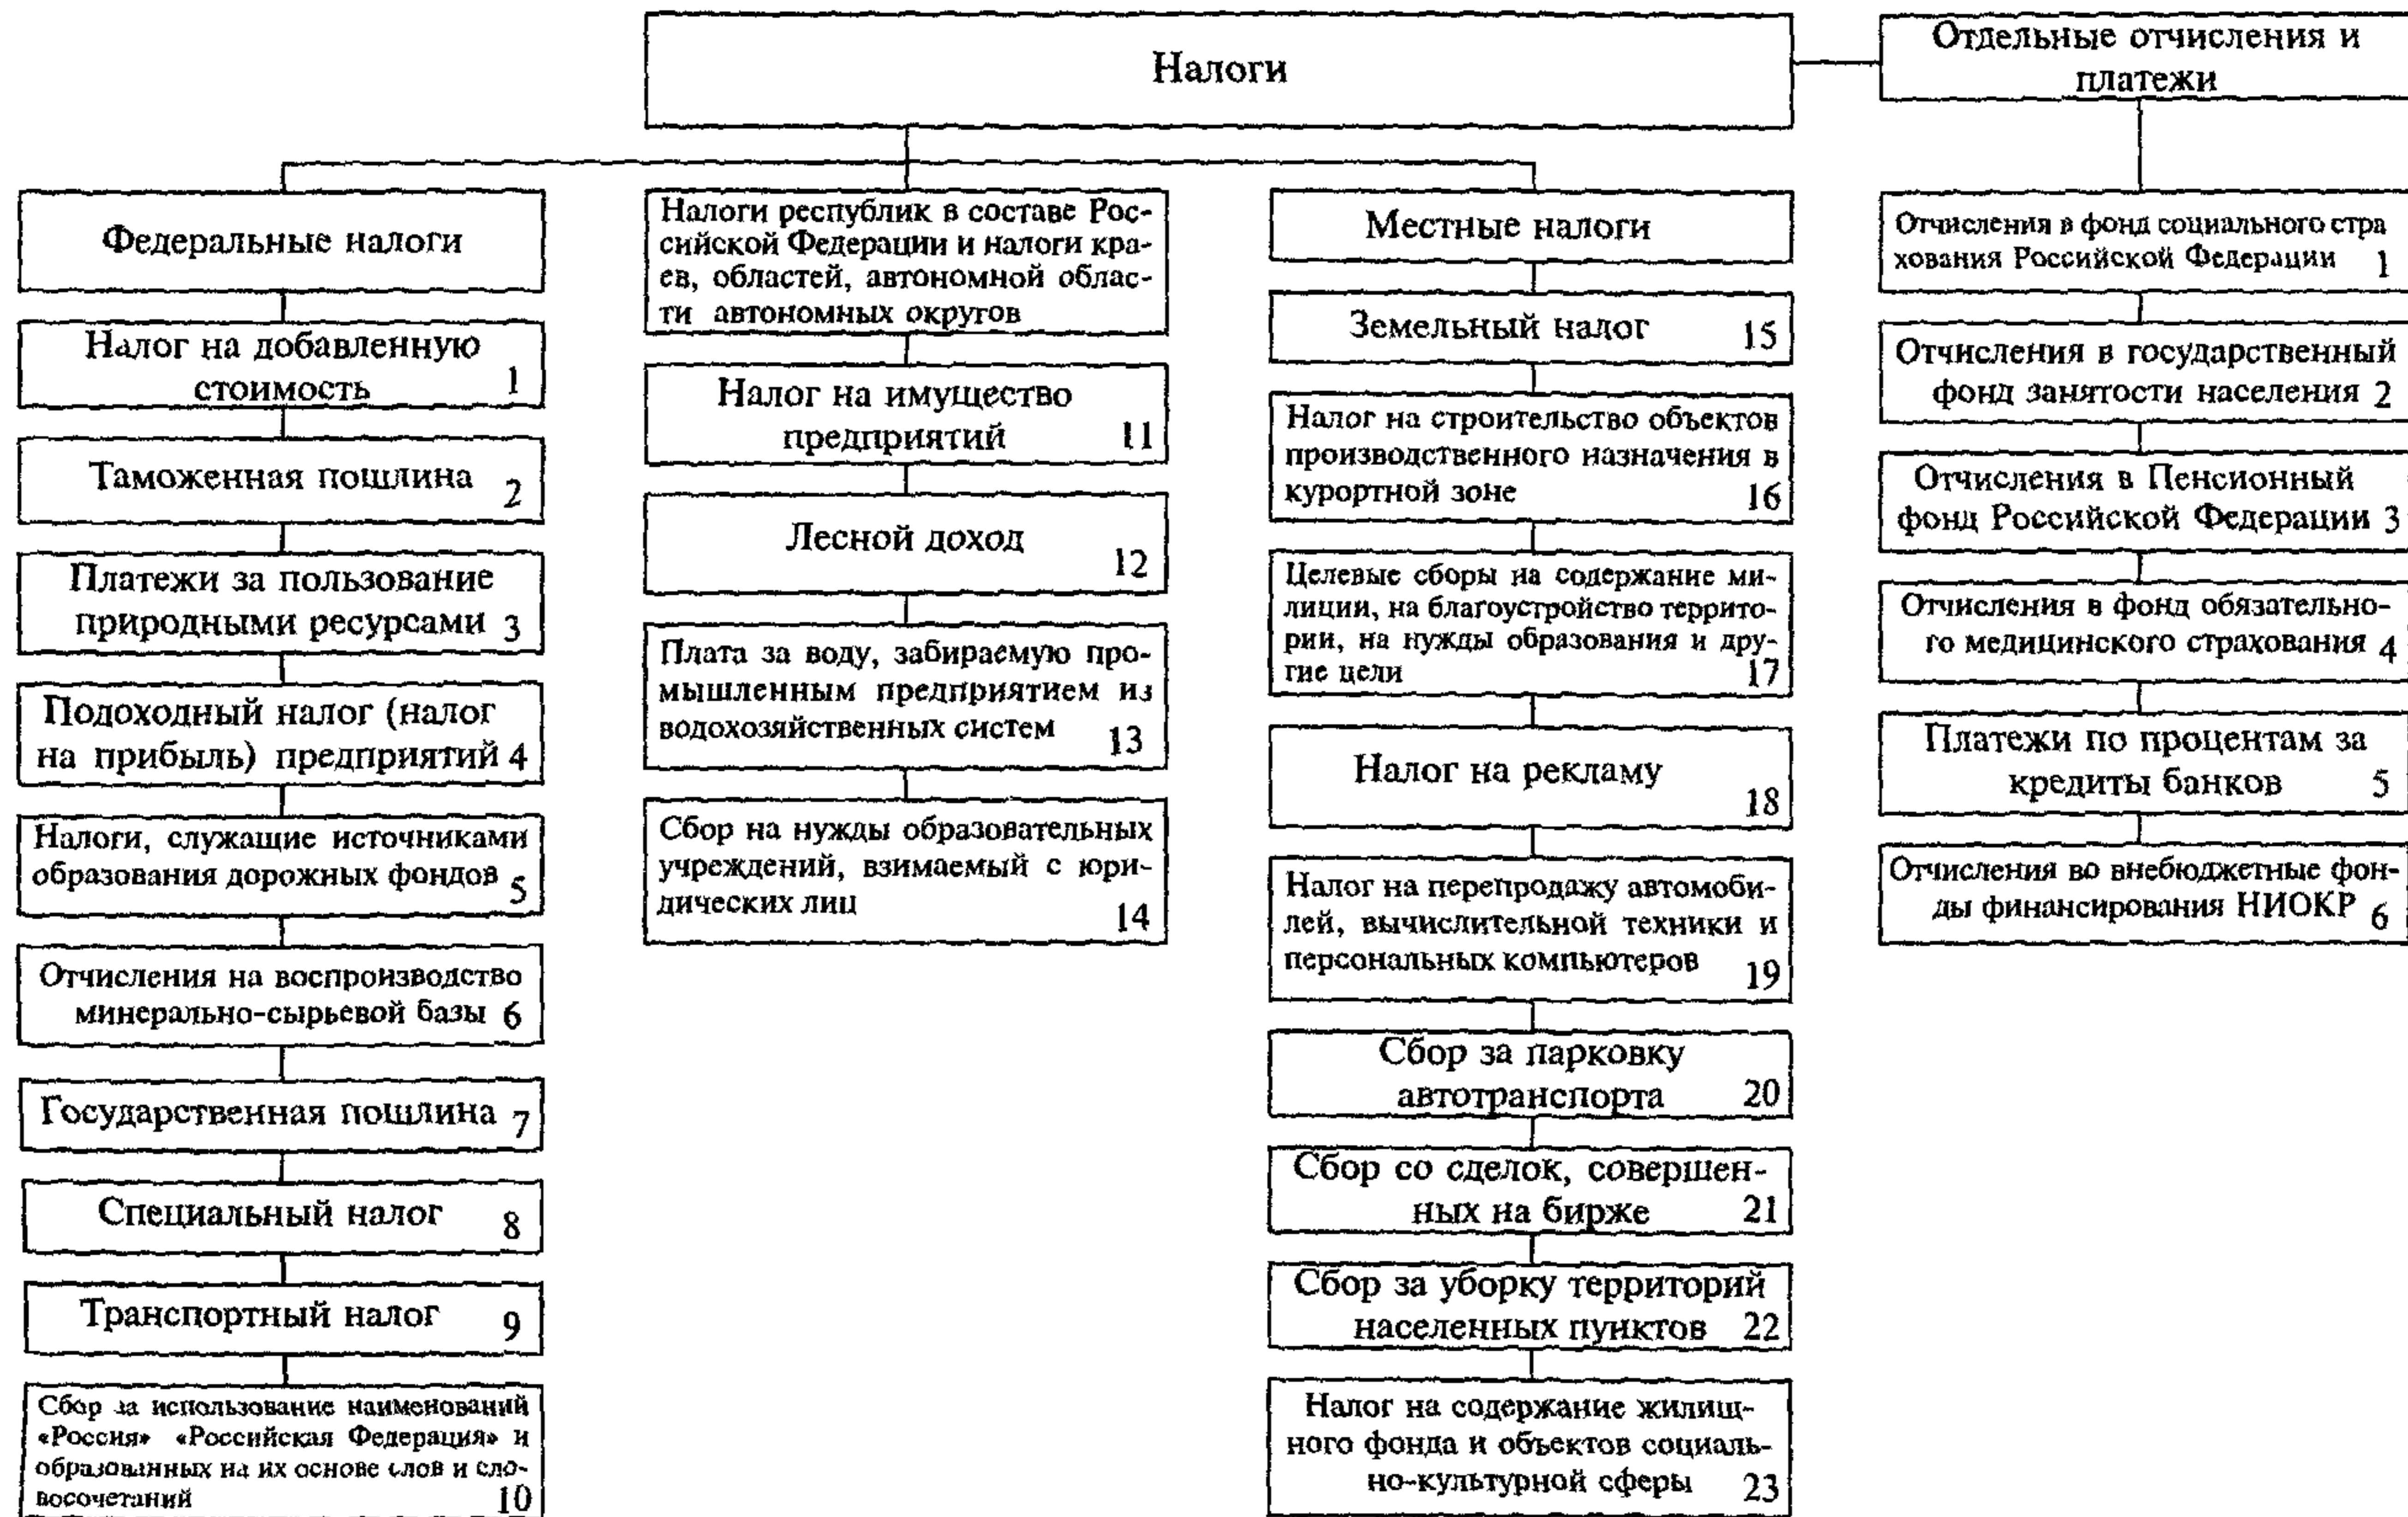 Налоги
Отдельные отчисления и
платежи
Федеральные налоги
Налог на добавленную
стоимость 1
Таможенная пошлина 2
Платежи за пользование
природными ресурсами 3
Подоходный налог (налог
на прибыль) предприятий 4
Налоги, служащие источниками
образования дорожных фондов 5
Отчисления на воспроизводство
минерально-сырьевой базы 6
Государственная пошлина 7
Специальный налог 8
Транспортный налог 9
Сбор за использование наименований
«Россия» «Российская Федерация» и
образованных на их основе слов и сло-
восочетаний 10
Налоги республик в составе Рос-
сийской Федерации и налоги кра-
ев, областей, автономной облас-
ти автономных округов
Налог на имущество
предприятий 11
Лесной доход 12
Плата за воду, забираемую про-
мышленным предприятием из
водохозяйственных систем 13
Сбор на нужды образовательных
учреждений, взимаемый с юри-
дических лиц 14
Местные налоги
Земельный налог 15
Налог на строительство объектов
производственного назначения в
курортной зоне 16
Целевые сборы на содержание ми-
лиции, на благоустройство террито-
рии, на нужды образования и дру-
гие цели 17
Налог на рекламу 18
Налог на перепродажу автомоби-
лей, вычислительной техники и
персональных компьютеров 19
Сбор за парковку
автотранспорта 20
Сбор со сделок, совершен-
ных на бирже 21
Сбор за уборку территорий
населенных пунктов 22
Налог на содержание жилищ-
ного фонда и объектов социаль-
но-культурной сферы 23
Отчисления в фонд социального стра
хования Российской Федерации 1
Отчисления в государственный
фонд занятости населения 2
Отчисления в Пенсионный
фонд Российской Федерации 3
Отчисления в фонд обязательно-
го медицинского страхования 4
Платежи по процентам за
кредиты банков 5
Отчисления во внебюджетные фон-
ды финансирования НИОКР 6